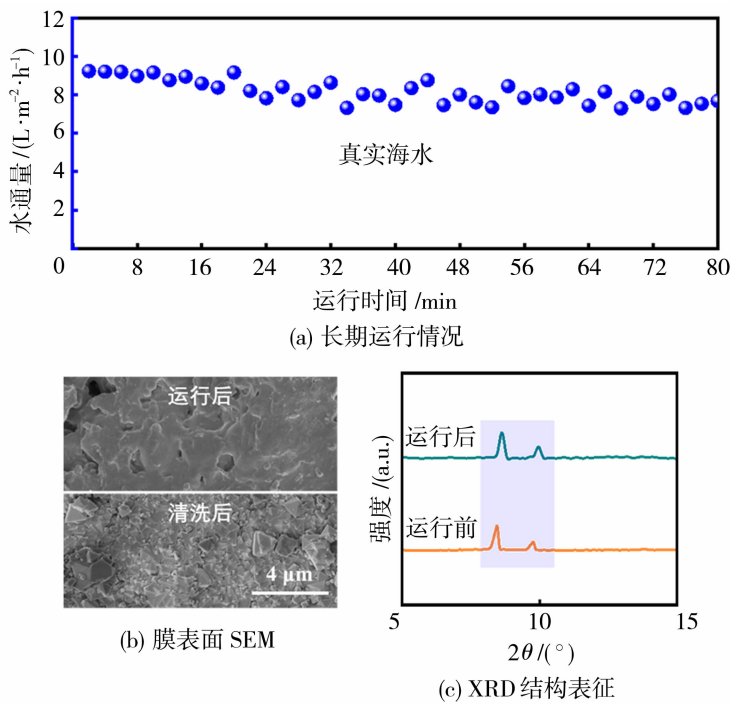 12
10
8
6
4
2
0
水通量/(L·m⁻²·h⁻¹)
真实海水
8 16 24 32 40 48 56 64 72 80
运行时间/min
(a) 长期运行情况
运行后
清洗后
4 μm
(b) 膜表面 SEM
强度/(a.u.)
运行后
运行前
5 10 15
2θ/(°)
(c) XRD 结构表征